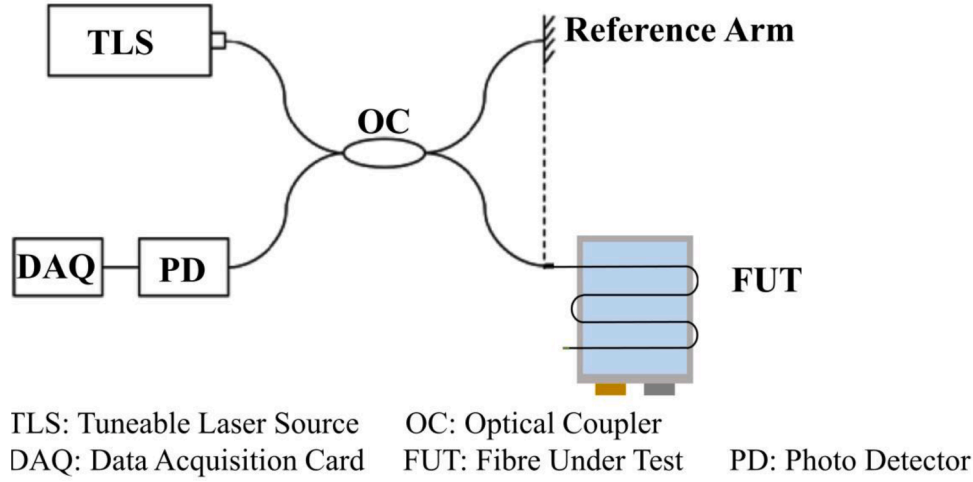 TLS
Reference Arm
OC
DAQ
PD
FUT
TLS: Tuneable Laser Source OC: Optical Coupler
DAQ: Data Acquisition Card FUT: Fibre Under Test PD: Photo Detector